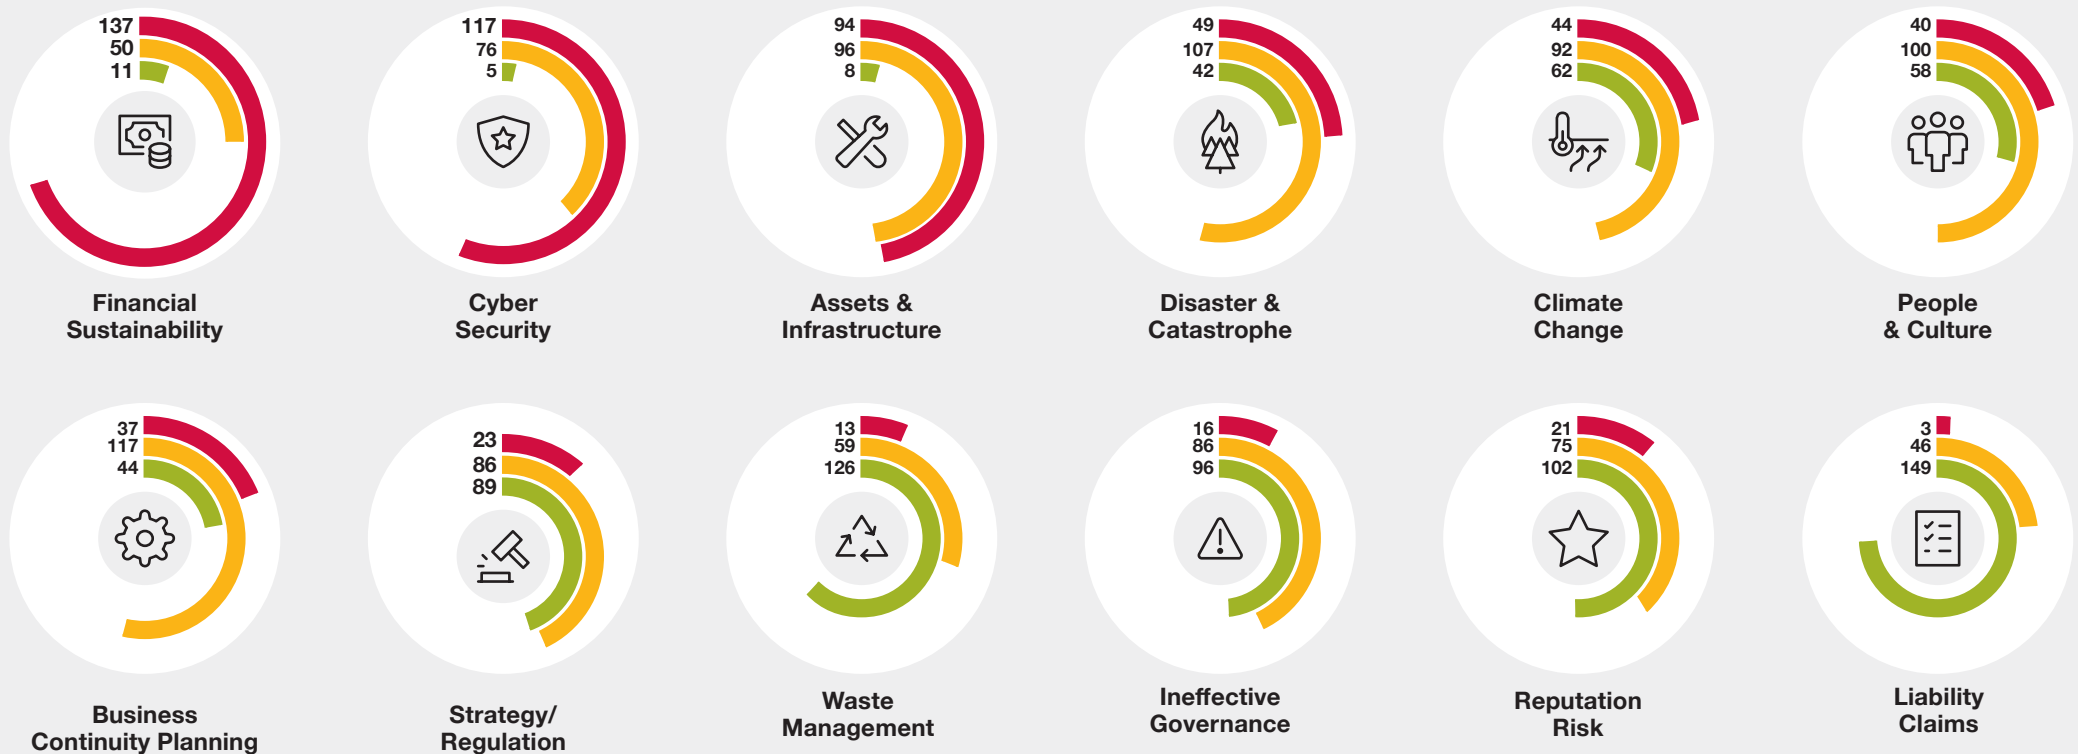 137
50
11
Financial
Sustainability
117
76
5
Cyber
Security
94
96
8
Assets &
Infrastructure
49
107
42
Disaster &
Catastrophe
44
92
62
Climate
Change
40
100
58
People
& Culture
37
117
44
Business
Continuity Planning
23
86
89
Strategy/
Regulation
13
59
126
Waste
Management
16
86
96
Ineffective
Governance
21
75
102
Reputation
Risk
3
46
149
Liability
Claims